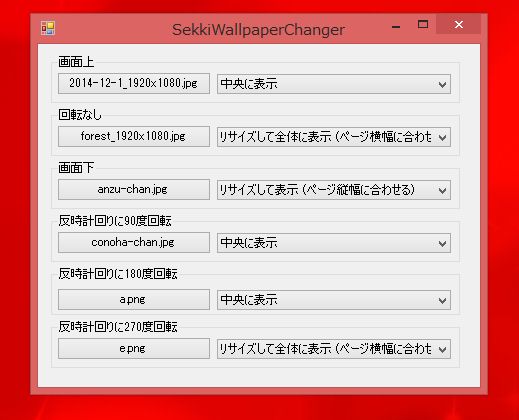 SekkiWallpaperChanger
画面上
2014-12-1_1920x1080.jpg 中央に表示
回転なし
forest_1920x1080.jpg リサイズして全体に表示 (ページ横幅に合わせ
画面下
anzu-chan.jpg リサイズして表示 (ページ縦幅に合わせる)
反時計回りに90度回転
conoha-chan.jpg 中央に表示
反時計回りに180度回転
a.png 中央に表示
反時計回りに270度回転
e.png リサイズして全体に表示 (ページ横幅に合わせ